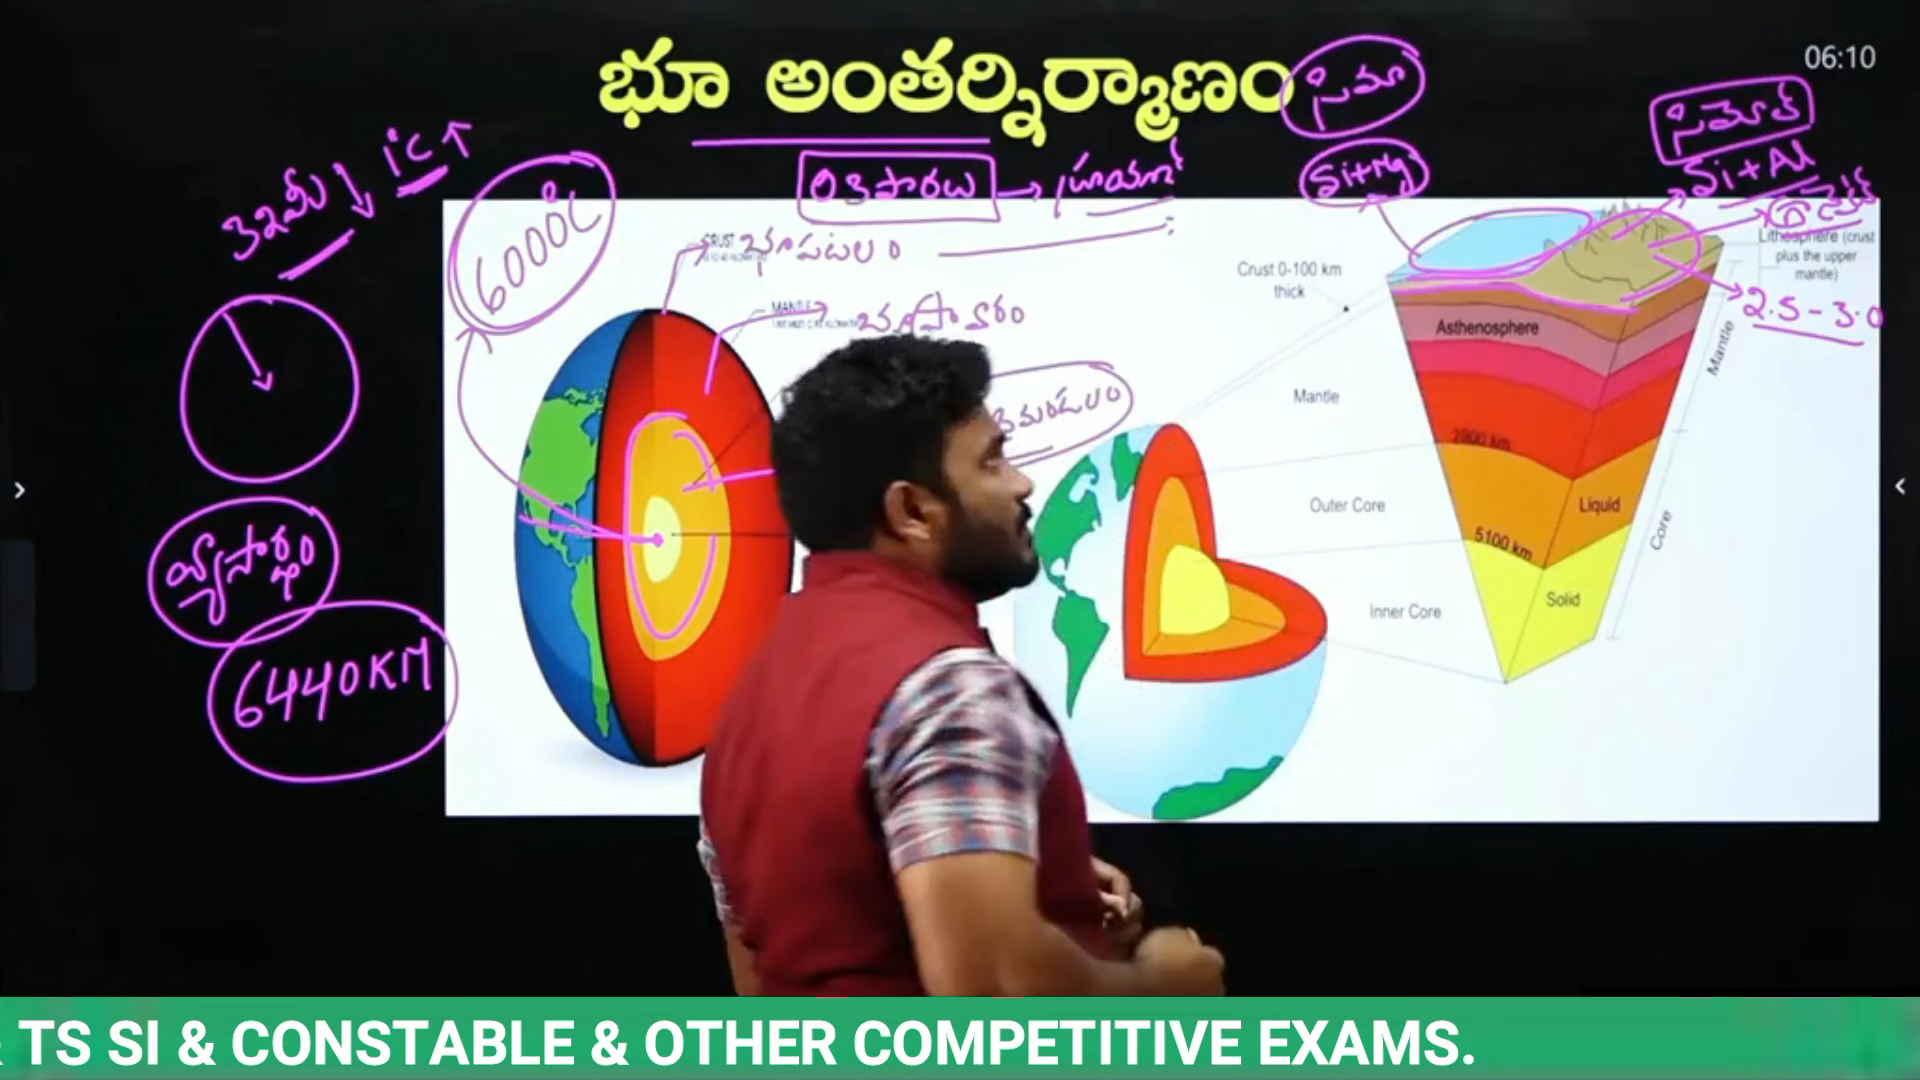 భూ అంతర్నిర్మాణం
06:10
సిమా
32మీ↓ 1°C↑
03 పొరలు →
Si+Mg
Si+Al
6000°C
CRUST భూపటలం
MANTLE భూప్రావారం
Crust 0-100 km
thick
Lithosphere (crust
plus the upper
mantle)
2.5 - 3.0
Asthenosphere
Mantle
Mantle
2900 km
Outer Core
Liquid
5100 km
Core
Inner Core
Solid
వ్యాసార్థం
6440KM
TS SI & CONSTABLE & OTHER COMPETITIVE EXAMS.